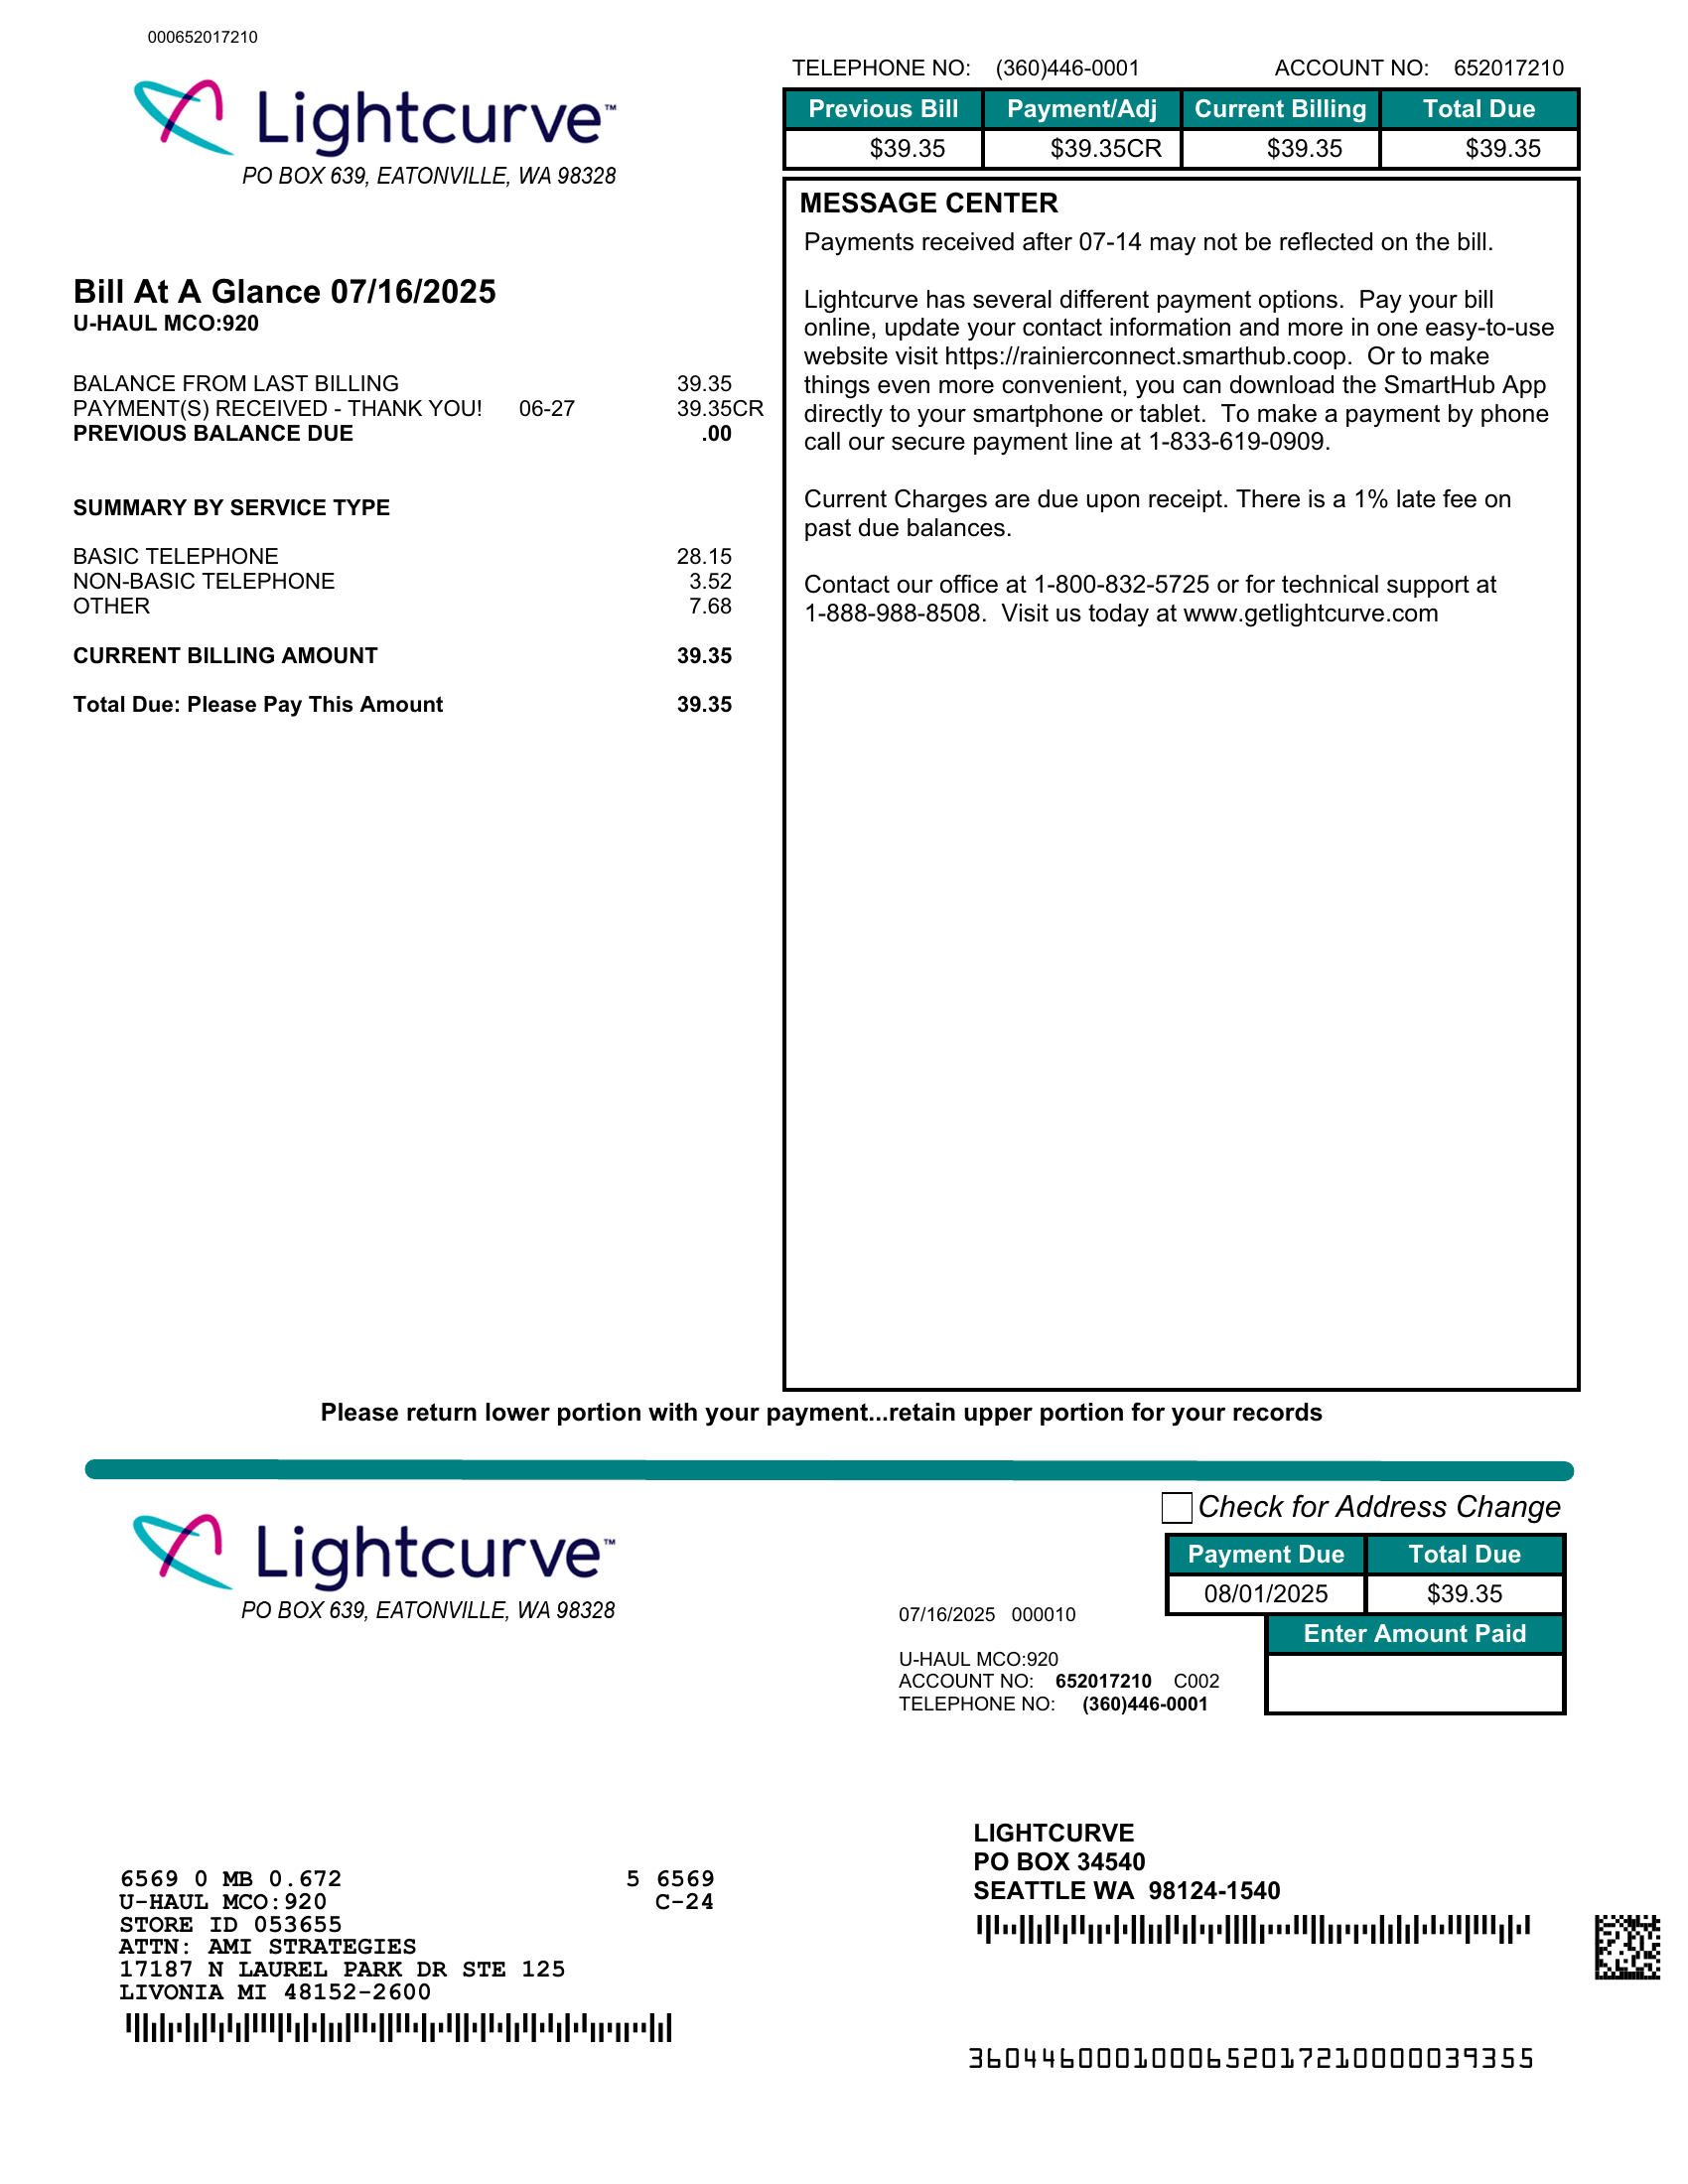 000652017210
TELEPHONE NO: (360)446-0001 ACCOUNT NO: 652017210
Lightcurve™
PO BOX 639, EATONVILLE, WA 98328
Previous Bill Payment/Adj Current Billing Total Due
$39.35 $39.35CR $39.35 $39.35
Bill At A Glance 07/16/2025
U-HAUL MCO:920
BALANCE FROM LAST BILLING 39.35
PAYMENT(S) RECEIVED - THANK YOU! 06-27 39.35CR
PREVIOUS BALANCE DUE .00
SUMMARY BY SERVICE TYPE
BASIC TELEPHONE 28.15
NON-BASIC TELEPHONE 3.52
OTHER 7.68
CURRENT BILLING AMOUNT 39.35
Total Due: Please Pay This Amount 39.35
MESSAGE CENTER
Payments received after 07-14 may not be reflected on the bill.
Lightcurve has several different payment options. Pay your bill
online, update your contact information and more in one easy-to-use
website visit https://rainierconnect.smarthub.coop. Or to make
things even more convenient, you can download the SmartHub App
directly to your smartphone or tablet. To make a payment by phone
call our secure payment line at 1-833-619-0909.
Current Charges are due upon receipt. There is a 1% late fee on
past due balances.
Contact our office at 1-800-832-5725 or for technical support at
1-888-988-8508. Visit us today at www.getlightcurve.com
Please return lower portion with your payment...retain upper portion for your records
Lightcurve™
PO BOX 639, EATONVILLE, WA 98328
Check for Address Change
Payment Due Total Due
08/01/2025 $39.35
Enter Amount Paid
07/16/2025 000010
U-HAUL MCO:920
ACCOUNT NO: 652017210 C002
TELEPHONE NO: (360)446-0001
6569 0 MB 0.672 5 6569
U-HAUL MCO:920 C-24
STORE ID 053655
ATTN: AMI STRATEGIES
17187 N LAUREL PARK DR STE 125
LIVONIA MI 48152-2600
LIGHTCURVE
PO BOX 34540
SEATTLE WA 98124-1540
3604460001000652017210000039355